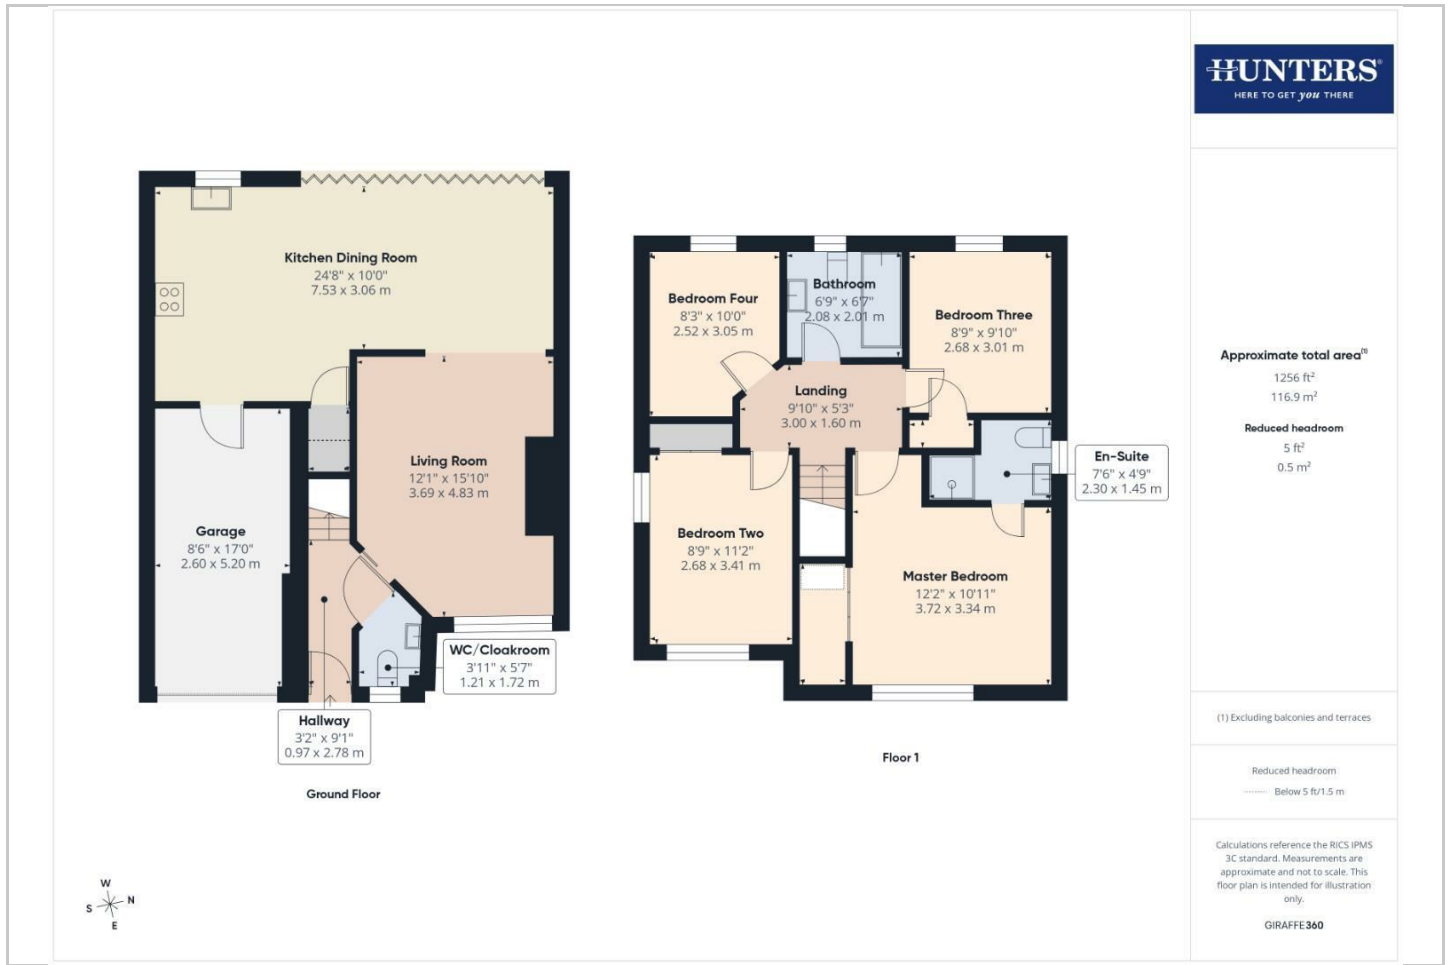 HUNTERS®
HERE TO GET you THERE
Kitchen Dining Room
24'8" x 10'0"
7.53 x 3.06 m
Living Room
12'1" x 15'10"
3.69 x 4.83 m
Garage
8'6" x 17'0"
2.60 x 5.20 m
WC/Cloakroom
3'11" x 5'7"
1.21 x 1.72 m
Hallway
3'2" x 9'1"
0.97 x 2.78 m
Ground Floor
Bedroom Four
8'3" x 10'0"
2.52 x 3.05 m
Bathroom
6'9" x 6'7"
2.08 x 2.01 m
Bedroom Three
8'9" x 9'10"
2.68 x 3.01 m
Landing
9'10" x 5'3"
3.00 x 1.60 m
En-Suite
7'6" x 4'9"
2.30 x 1.45 m
Bedroom Two
8'9" x 11'2"
2.68 x 3.41 m
Master Bedroom
12'2" x 10'11"
3.72 x 3.34 m
Floor 1
W
S
N
E
Approximate total area(1)
1256 ft²
116.9 m²
Reduced headroom
5 ft²
0.5 m²
(1) Excluding balconies and terraces
Reduced headroom
Below 5 ft/1.5 m
Calculations reference the RICS IPMS
3C standard. Measurements are
approximate and not to scale. This
floor plan is intended for illustration
only.
GIRAFFE360